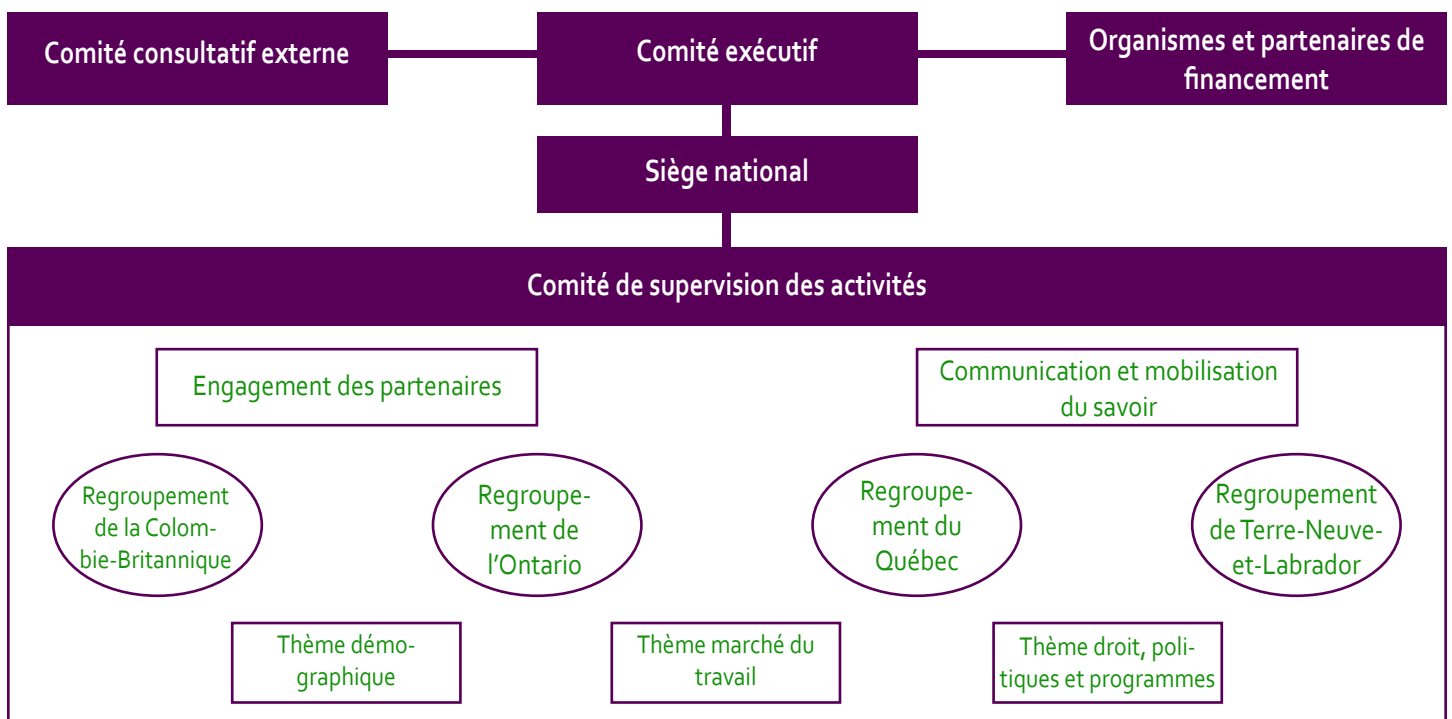 Comité consultatif externe
Comité exécutif
Organismes et partenaires de
financement
Siège national
Comité de supervision des activités
Engagement des partenaires
Communication et mobilisation
du savoir
Regroupement
de la Colom-
bie-Britannique
Regroupe-
ment de
l'Ontario
Regroupe-
ment du
Québec
Regroupement
de Terre-Neuve-
et-Labrador
Thème démo-
graphique
Thème marché du
travail
Thème droit, poli-
tiques et programmes